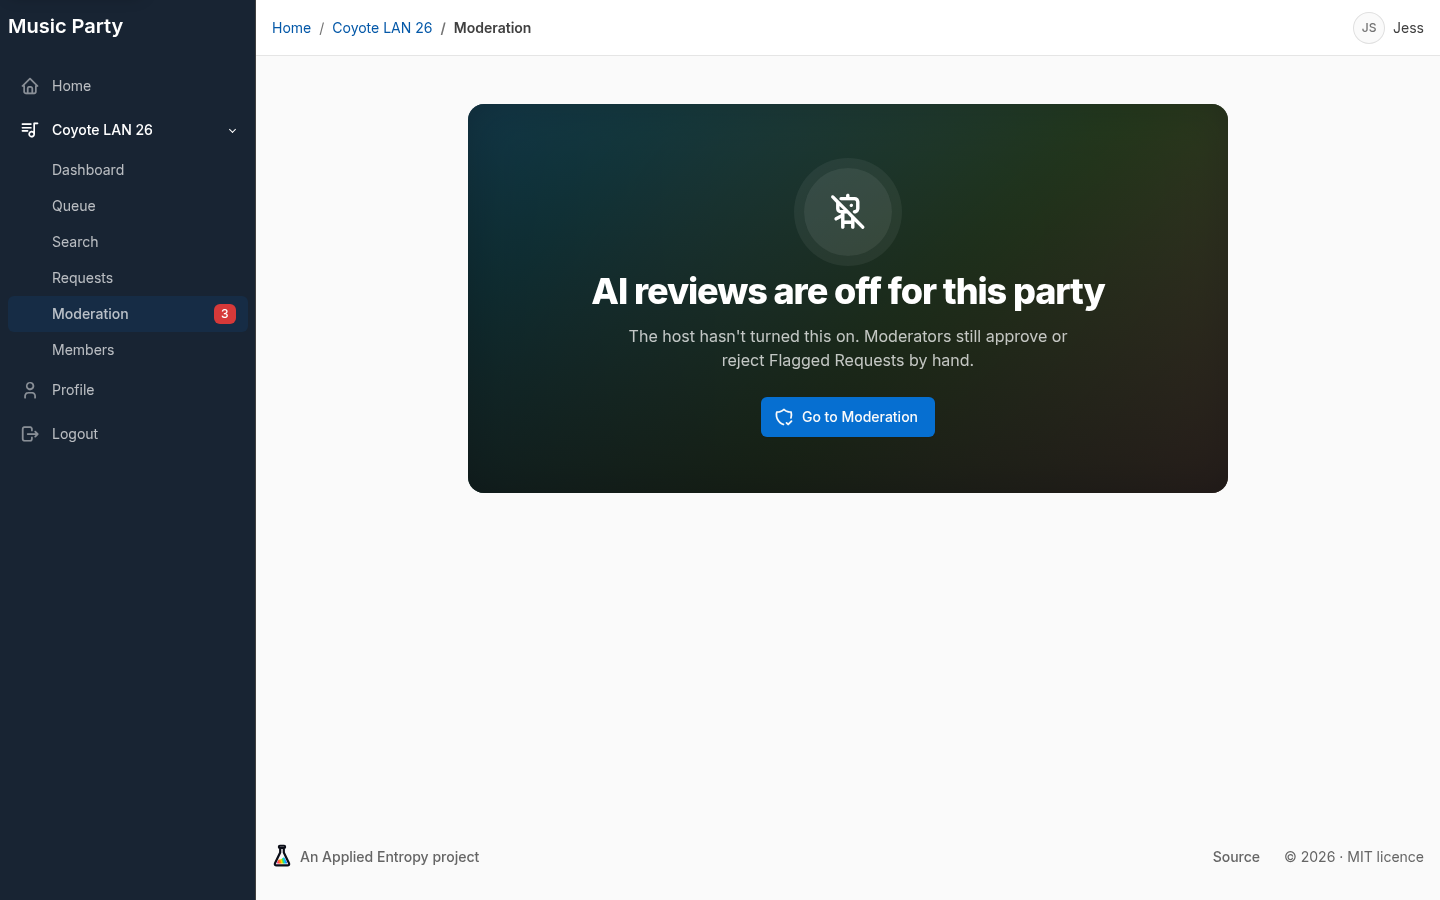 Music Party
Home
Coyote LAN 26
Dashboard
Queue
Search
Requests
Moderation 3
Members
Profile
Logout
Home / Coyote LAN 26 / Moderation
JS Jess
AI reviews are off for this party
The host hasn't turned this on. Moderators still approve or
reject Flagged Requests by hand.
Go to Moderation
An Applied Entropy project
Source © 2026 · MIT licence